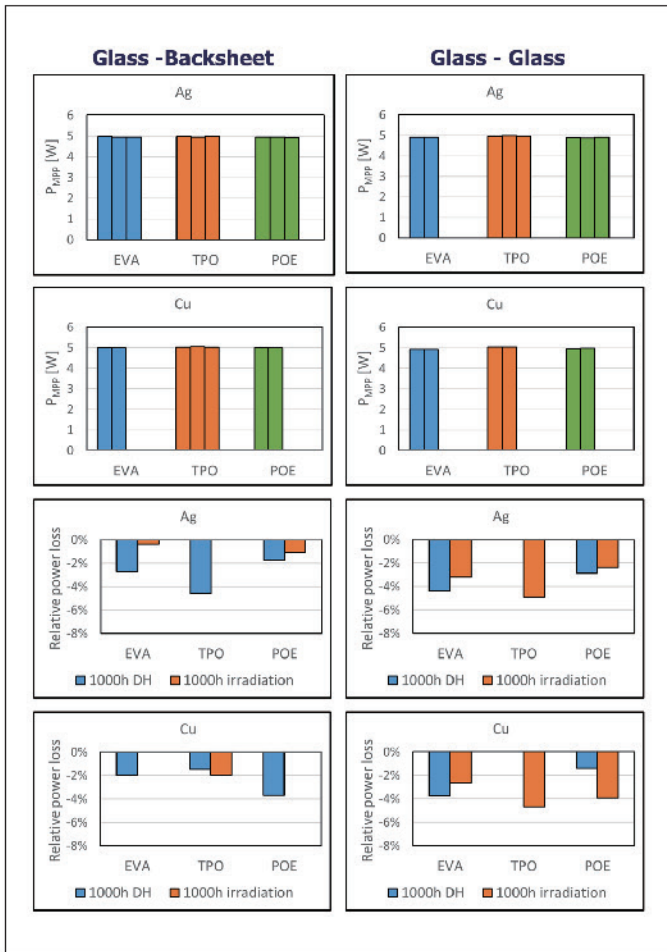 Glass -Backsheet
Glass - Glass
Ag
P_MPP [W]
6
5
4
3
2
1
0
EVA TPO POE
Ag
P_MPP [W]
6
5
4
3
2
1
0
EVA TPO POE
Cu
P_MPP [W]
6
5
4
3
2
1
0
EVA TPO POE
Cu
P_MPP [W]
6
5
4
3
2
1
0
EVA TPO POE
Ag
Relative power loss
0%
-2%
-4%
-6%
-8%
EVA TPO POE
1000h DH 1000h irradiation
Ag
Relative power loss
0%
-2%
-4%
-6%
-8%
EVA TPO POE
1000h DH 1000h irradiation
Cu
Relative power loss
0%
-2%
-4%
-6%
-8%
EVA TPO POE
1000h DH 1000h irradiation
Cu
Relative power loss
0%
-2%
-4%
-6%
-8%
EVA TPO POE
1000h DH 1000h irradiation